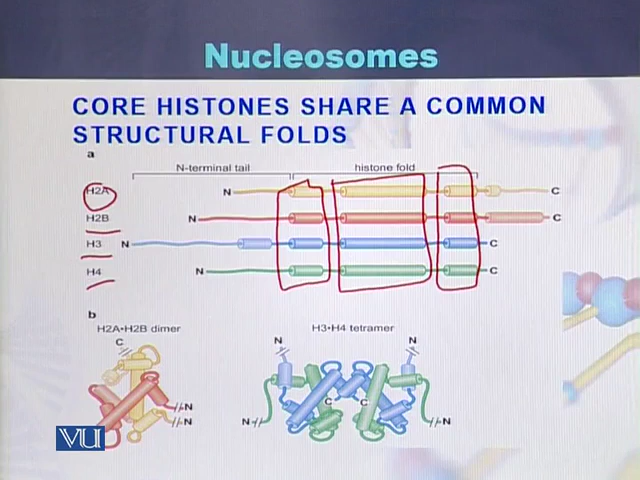 Nucleosomes
CORE HISTONES SHARE A COMMON
STRUCTURAL FOLDS
a
N-terminal tail histone fold
H2A N C
H2B N C
H3 N C
H4 N C
b
H2A•H2B dimer H3•H4 tetramer
C N N
C C
N
N N N
VU